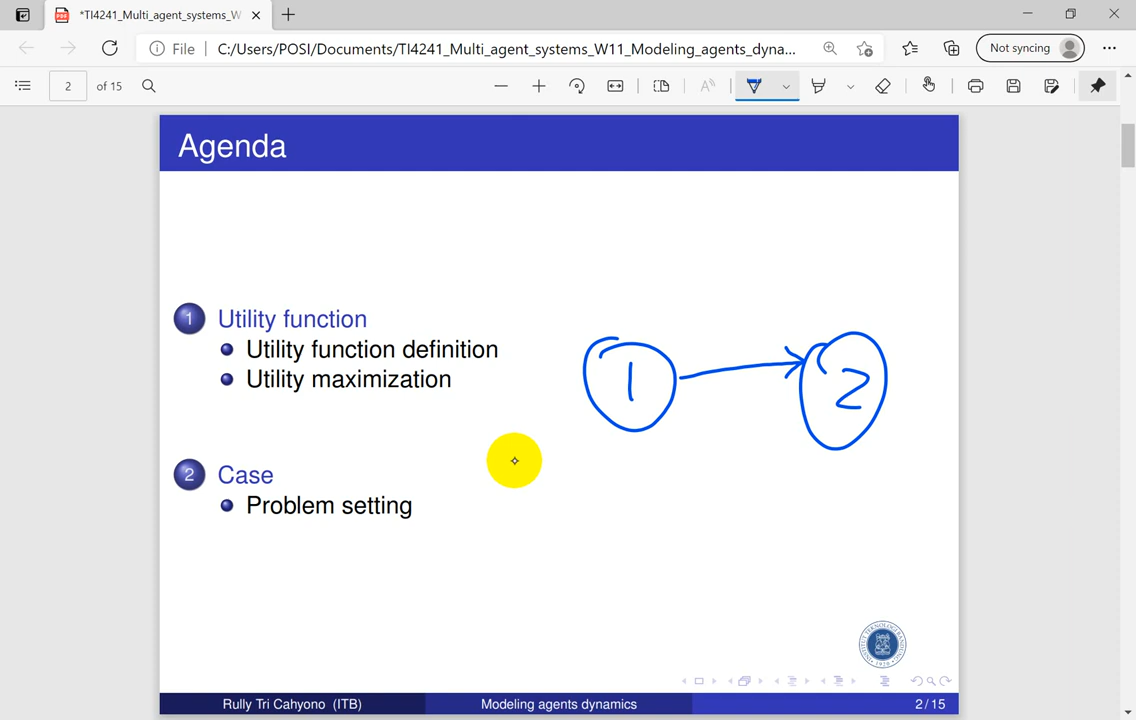 *TI4241_Multi_agent_systems_W
File
C:/Users/POSI/Documents/TI4241_Multi_agent_systems_W11_Modeling_agents_dyna...
Not syncing
2 of 15
Agenda
1 Utility function
Utility function definition
Utility maximization
1 2
2 Case
Problem setting
Rully Tri Cahyono (ITB) Modeling agents dynamics 2 / 15